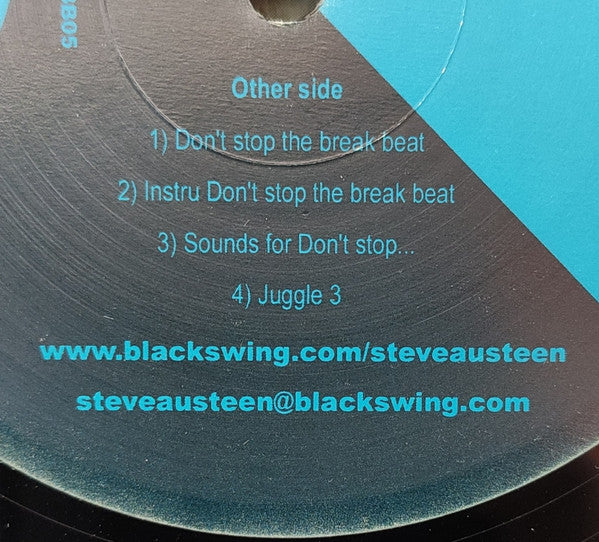 Other side
1) Don't stop the break beat
2) Instru Don't stop the break beat
3) Sounds for Don't stop...
4) Juggle 3
www.blackswing.com/steveausteen
steveausteen@blackswing.com